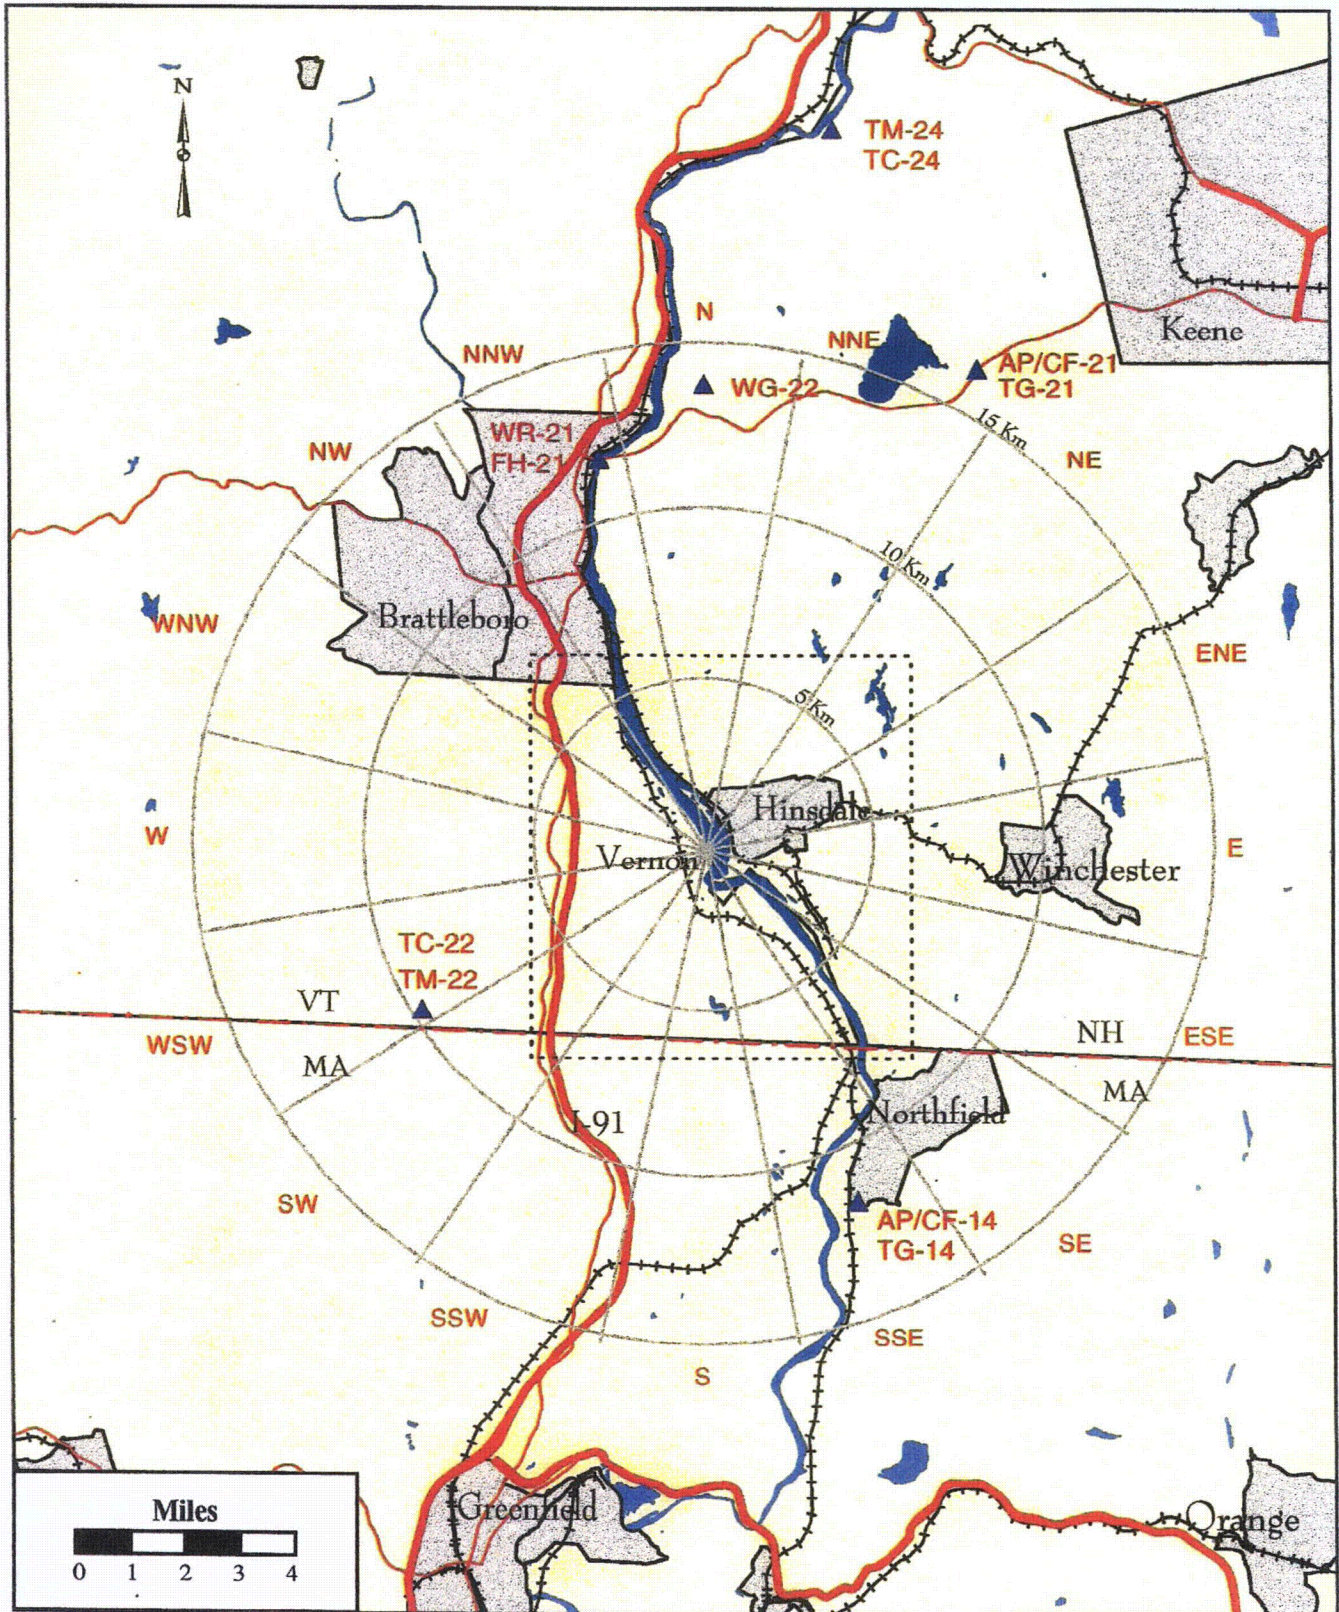 N
TM-24
TC-24
N
Keene
NNW
NNE
AP/CF-21
TG-21
WG-22
15 Km
WR-21
FH-21
NW
NE
10 Km
Brattleboro
WNW
ENE
5 Km
Hinsdale
W
E
Vernon
Winchester
TC-22
TM-22
VT
NH
WSW
ESE
MA
MA
I-91
Northfield
SW
AP/CF-14
TG-14
SE
SSW
SSE
S
Miles
0 1 2 3 4
Greenfield
Orange